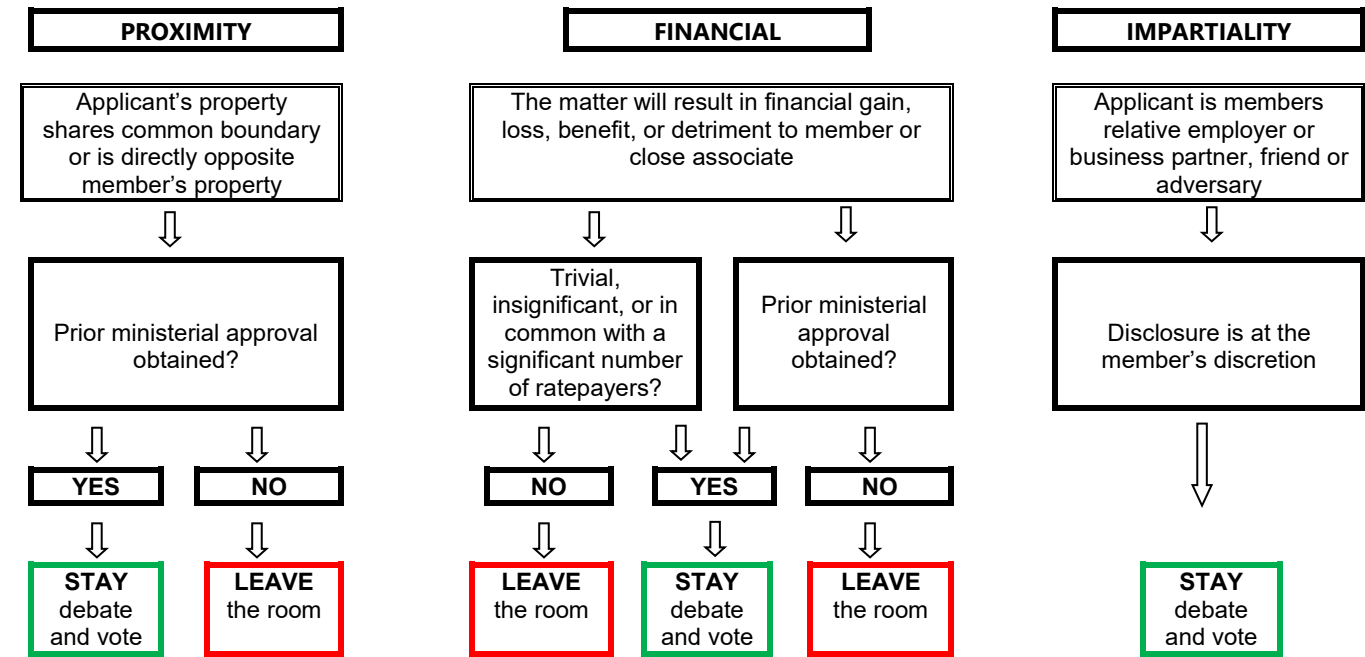 PROXIMITY
Applicant's property
shares common boundary
or is directly opposite
member's property
Prior ministerial approval
obtained?
YES
NO
STAY
debate
and vote
LEAVE
the room
FINANCIAL
The matter will result in financial gain,
loss, benefit, or detriment to member or
close associate
Trivial,
insignificant, or in
common with a
significant number
of ratepayers?
Prior ministerial
approval
obtained?
NO
YES
NO
LEAVE
the room
STAY
debate
and vote
LEAVE
the room
IMPARTIALITY
Applicant is members
relative employer or
business partner, friend or
adversary
Disclosure is at the
member's discretion
STAY
debate
and vote